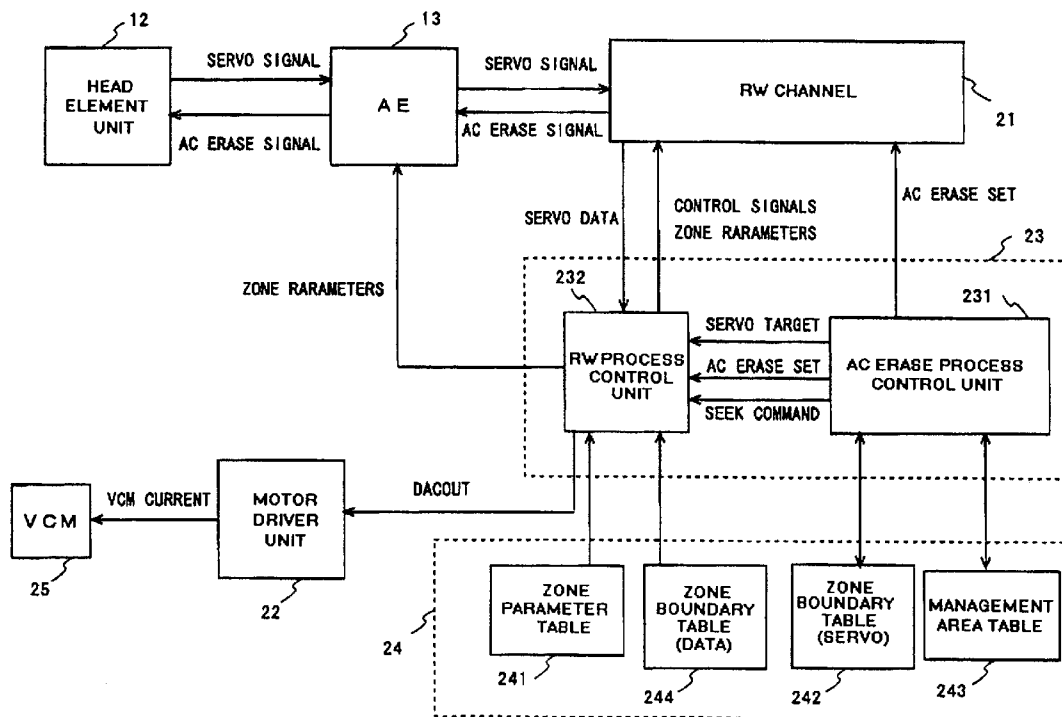 12
13
HEAD
ELEMENT
UNIT
SERVO SIGNAL
AC ERASE SIGNAL
AE
SERVO SIGNAL
AC ERASE SIGNAL
RW CHANNEL
21
SERVO DATA
CONTROL SIGNALS
ZONE RARAMETERS
AC ERASE SET
23
ZONE RARAMETERS
232
231
RW PROCESS
CONTROL
UNIT
SERVO TARGET
AC ERASE SET
SEEK COMMAND
AC ERASE PROCESS
CONTROL UNIT
VCM
25
VCM CURRENT
MOTOR
DRIVER
UNIT
22
DACOUT
24
ZONE
PARAMETER
TABLE
241
ZONE
BOUNDARY
TABLE
(DATA)
244
ZONE
BOUNDARY
TABLE
(SERVO)
242
MANAGEMENT
AREA TABLE
243